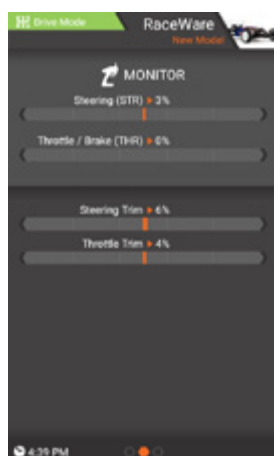 Drive Mode
RaceWare
New Model
MONITOR
Steering (STR) ▸ 3%
Throttle / Brake (THR) ▸ 0%
Steering Trim ▸ 6%
Throttle Trim ▸ 4%
4:39 PM